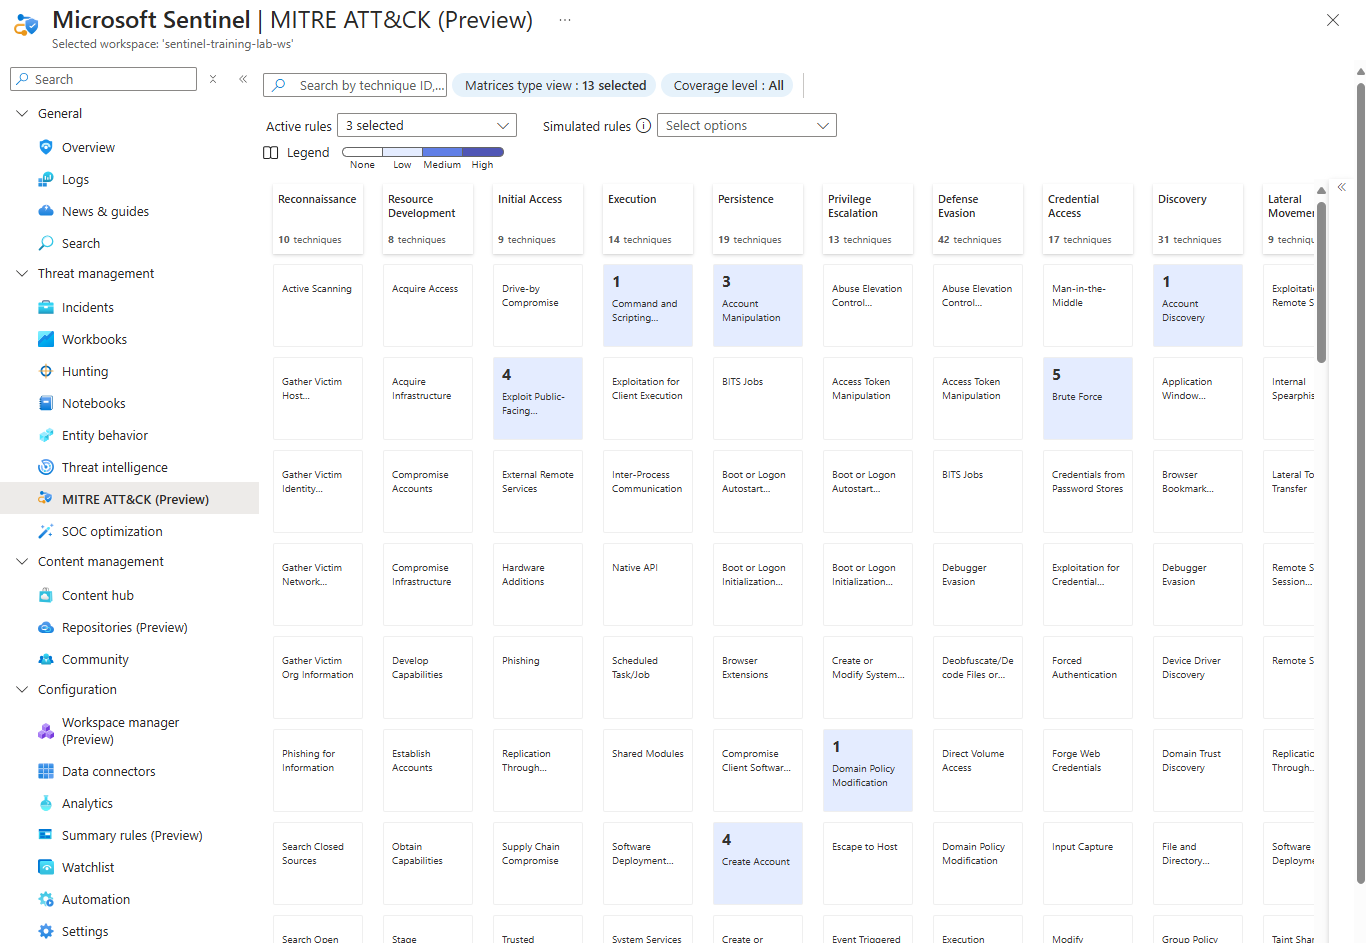 Microsoft Sentinel | MITRE ATT&CK (Preview) ...
Selected workspace: 'sentinel-training-lab-ws'
Search
General
Overview
Logs
News & guides
Search
Threat management
Incidents
Workbooks
Hunting
Notebooks
Entity behavior
Threat intelligence
MITRE ATT&CK (Preview)
SOC optimization
Content management
Content hub
Repositories (Preview)
Community
Configuration
Workspace manager
(Preview)
Data connectors
Analytics
Summary rules (Preview)
Watchlist
Automation
Settings
Search by technique ID,...
Matrices type view : 13 selected
Coverage level : All
Active rules
3 selected
Simulated rules
Select options
Legend
None
Low
Medium
High
Reconnaissance
10 techniques
Resource
Development
8 techniques
Initial Access
9 techniques
Execution
14 techniques
Persistence
19 techniques
Privilege
Escalation
13 techniques
Defense
Evasion
42 techniques
Credential
Access
17 techniques
Discovery
31 techniques
Lateral
Movemen
9 techniqu
Active Scanning
Acquire Access
Drive-by
Compromise
1
Command and
Scripting...
3
Account
Manipulation
Abuse Elevation
Control...
Abuse Elevation
Control...
Man-in-the-
Middle
1
Account
Discovery
Exploitati
Remote S
Gather Victim
Host...
Acquire
Infrastructure
4
Exploit Public-
Facing...
Exploitation for
Client Execution
BITS Jobs
Access Token
Manipulation
Access Token
Manipulation
5
Brute Force
Application
Window...
Internal
Spearphis
Gather Victim
Identity...
Compromise
Accounts
External Remote
Services
Inter-Process
Communication
Boot or Logon
Autostart...
Boot or Logon
Autostart...
BITS Jobs
Credentials from
Password Stores
Browser
Bookmark...
Lateral To
Transfer
Gather Victim
Network...
Compromise
Infrastructure
Hardware
Additions
Native API
Boot or Logon
Initialization...
Boot or Logon
Initialization...
Debugger
Evasion
Exploitation for
Credential...
Debugger
Evasion
Remote S
Session...
Gather Victim
Org Information
Develop
Capabilities
Phishing
Scheduled
Task/Job
Browser
Extensions
Create or
Modify System...
Deobfuscate/De
code Files or...
Forced
Authentication
Device Driver
Discovery
Remote S
Phishing for
Information
Establish
Accounts
Replication
Through...
Shared Modules
Compromise
Client Softwar...
1
Domain Policy
Modification
Direct Volume
Access
Forge Web
Credentials
Domain Trust
Discovery
Replicatio
Through...
Search Closed
Sources
Obtain
Capabilities
Supply Chain
Compromise
Software
Deployment...
4
Create Account
Escape to Host
Domain Policy
Modification
Input Capture
File and
Directory...
Software
Deployme
Search Open
Stage
Trusted
System Services
Create or
Event Triggered
Execution
Modify
Group Policy
Taint Shar